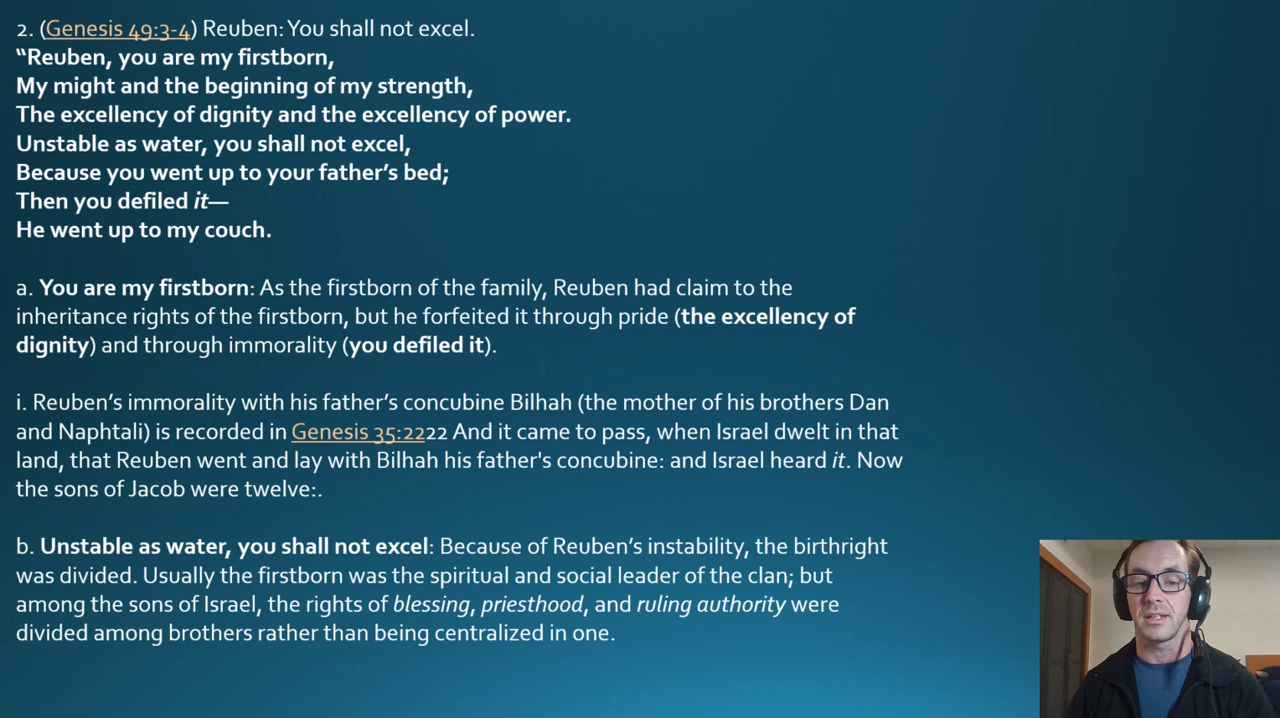 2. (Genesis 49:3-4) Reuben: You shall not excel.
“Reuben, you are my firstborn,
My might and the beginning of my strength,
The excellency of dignity and the excellency of power.
Unstable as water, you shall not excel,
Because you went up to your father’s bed;
Then you defiled it—
He went up to my couch.
a. You are my firstborn: As the firstborn of the family, Reuben had claim to the
inheritance rights of the firstborn, but he forfeited it through pride (the excellency of
dignity) and through immorality (you defiled it).
i. Reuben’s immorality with his father’s concubine Bilhah (the mother of his brothers Dan
and Naphtali) is recorded in Genesis 35:2222 And it came to pass, when Israel dwelt in that
land, that Reuben went and lay with Bilhah his father's concubine: and Israel heard it. Now
the sons of Jacob were twelve:.
b. Unstable as water, you shall not excel: Because of Reuben’s instability, the birthright
was divided. Usually the firstborn was the spiritual and social leader of the clan; but
among the sons of Israel, the rights of blessing, priesthood, and ruling authority were
divided among brothers rather than being centralized in one.